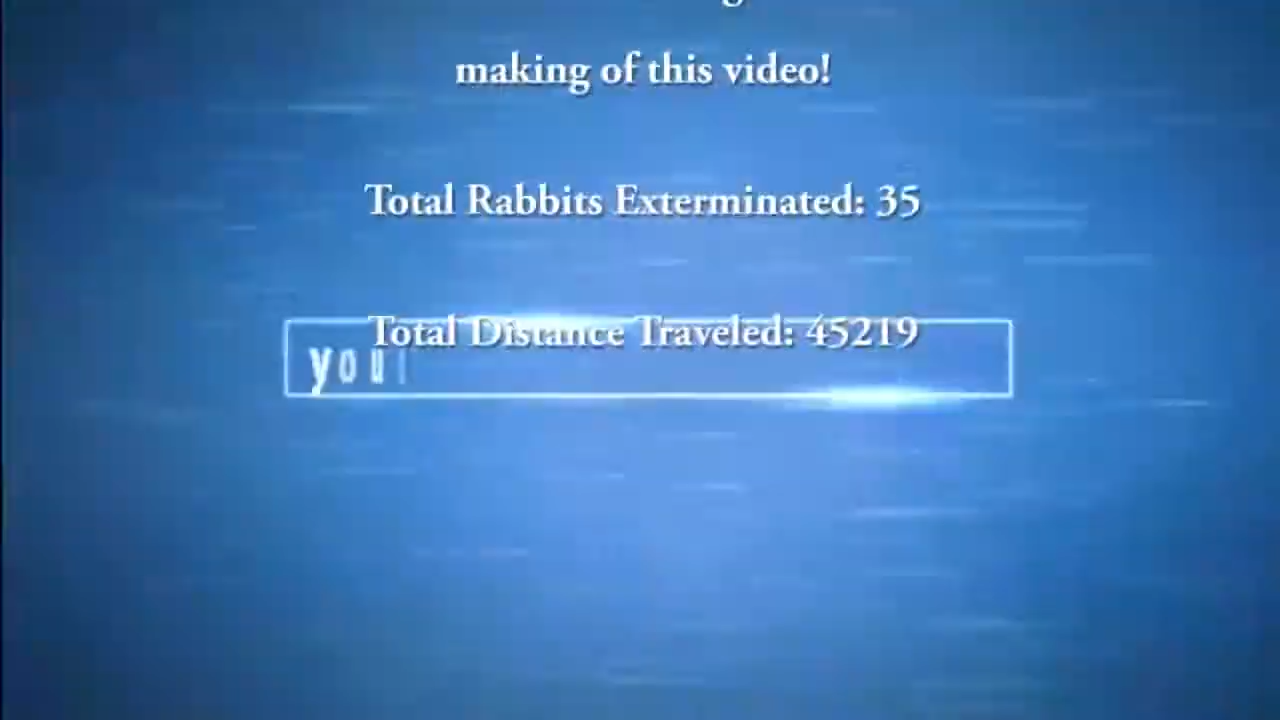 making of this video!
Total Rabbits Exterminated: 35
Total Distance Traveled: 45219
you